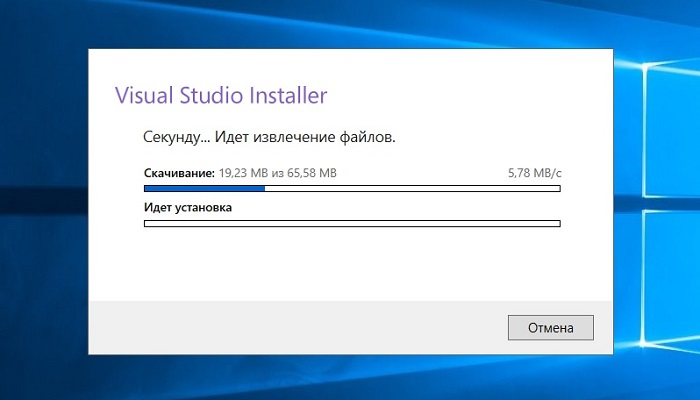 Visual Studio Installer
Секунду... Идет извлечение файлов.
Скачивание: 19,23 MB из 65,58 MB 5,78 MB/с
Идет установка
Отмена